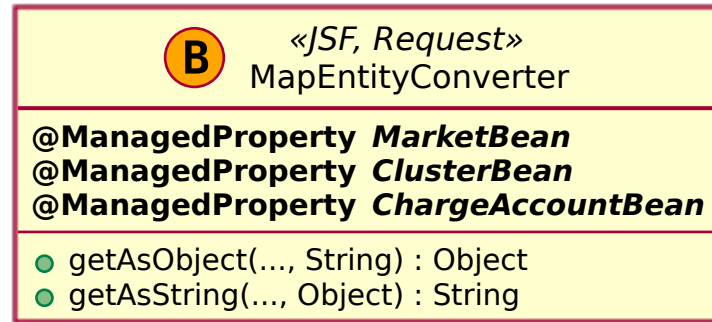 B
«JSF, Request»
MapEntityConverter
@ManagedProperty MarketBean
@ManagedProperty ClusterBean
@ManagedProperty ChargeAccountBean
getAsObject(..., String) : Object
getAsString(..., Object) : String